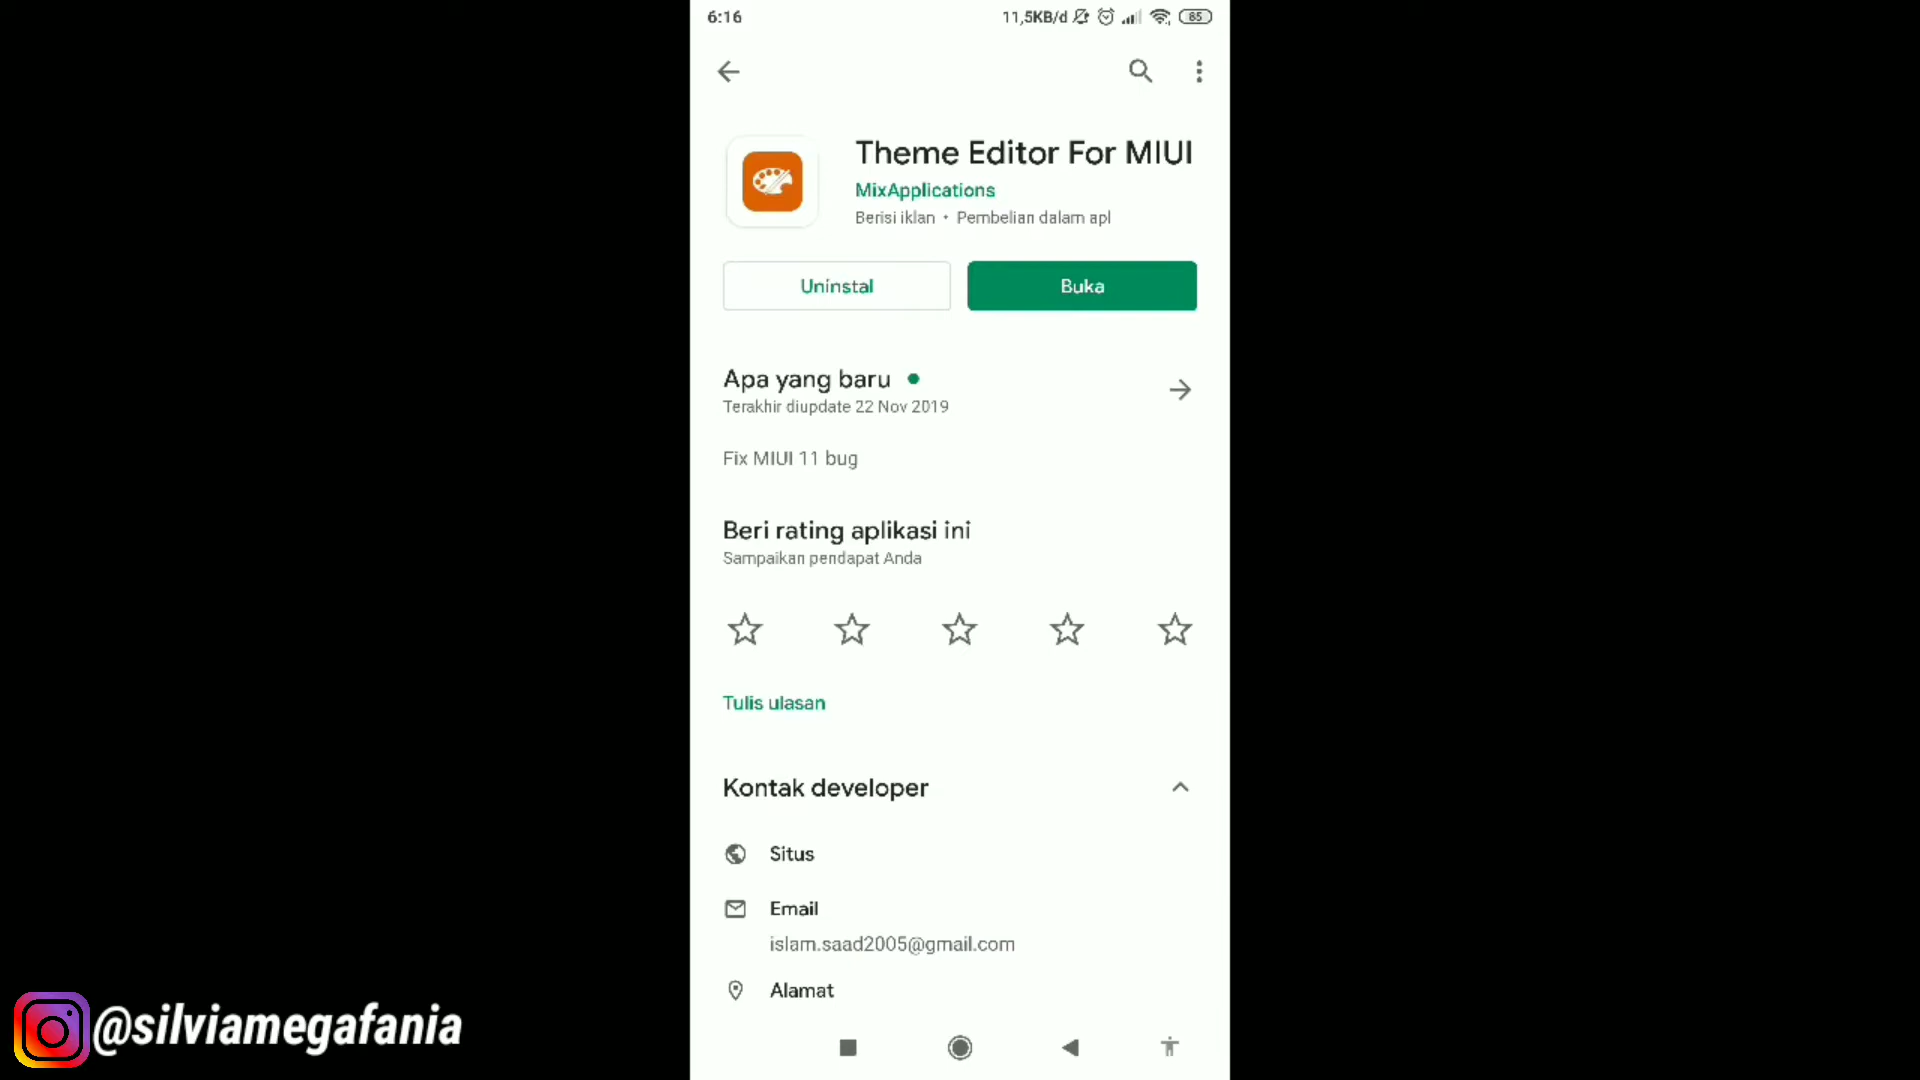 6:16
11,5KB/d
85
Theme Editor For MIUI
MixApplications
Berisi iklan • Pembelian dalam apl
Uninstal
Buka
Apa yang baru
Terakhir diupdate 22 Nov 2019
Fix MIUI 11 bug
Beri rating aplikasi ini
Sampaikan pendapat Anda
Tulis ulasan
Kontak developer
Situs
Email
islam.saad2005@gmail.com
Alamat
@silviamegafania